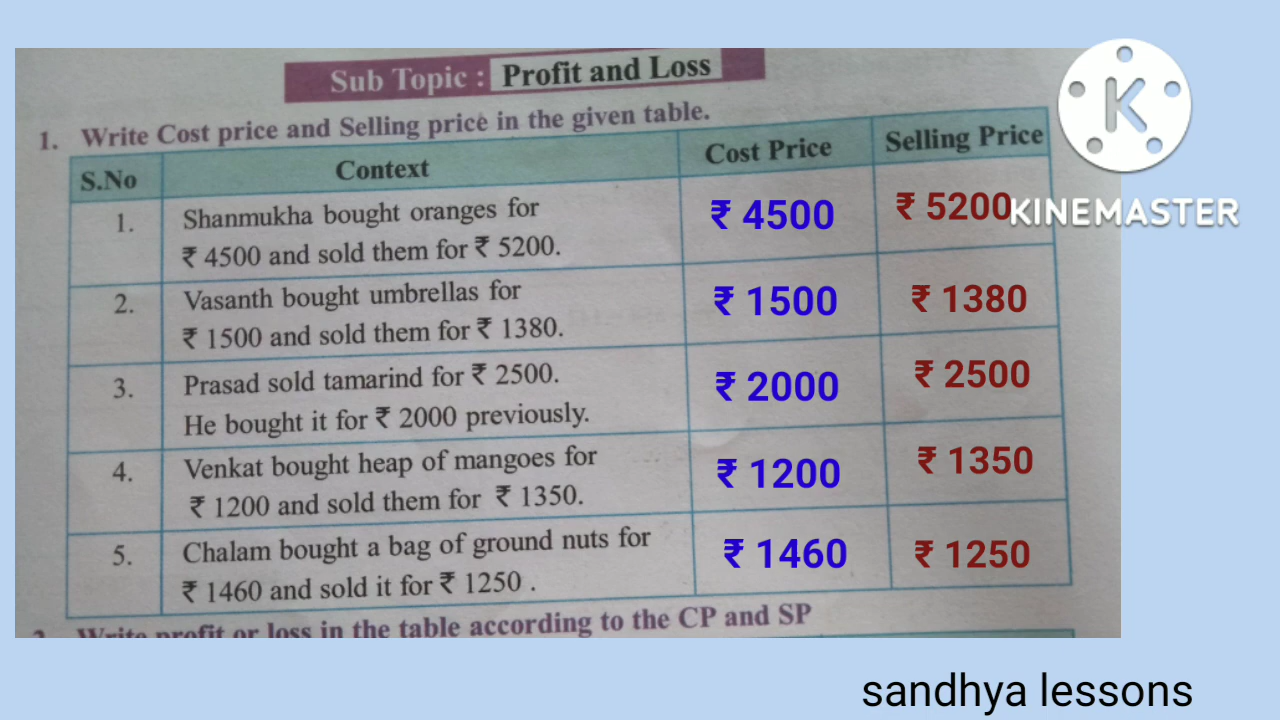 Sub Topic : Profit and Loss
1. Write Cost price and Selling price in the given table.
S.No Context Cost Price Selling Price
1. Shanmukha bought oranges for
₹ 4500 and sold them for ₹ 5200.
₹ 4500 ₹ 5200
KINEMASTER
2. Vasanth bought umbrellas for
₹ 1500 and sold them for ₹ 1380.
₹ 1500 ₹ 1380
3. Prasad sold tamarind for ₹ 2500.
He bought it for ₹ 2000 previously.
₹ 2000 ₹ 2500
4. Venkat bought heap of mangoes for
₹ 1200 and sold them for ₹ 1350.
₹ 1200 ₹ 1350
5. Chalam bought a bag of ground nuts for
₹ 1460 and sold it for ₹ 1250 .
₹ 1460 ₹ 1250
2. Write profit or loss in the table according to the CP and SP
sandhya lessons